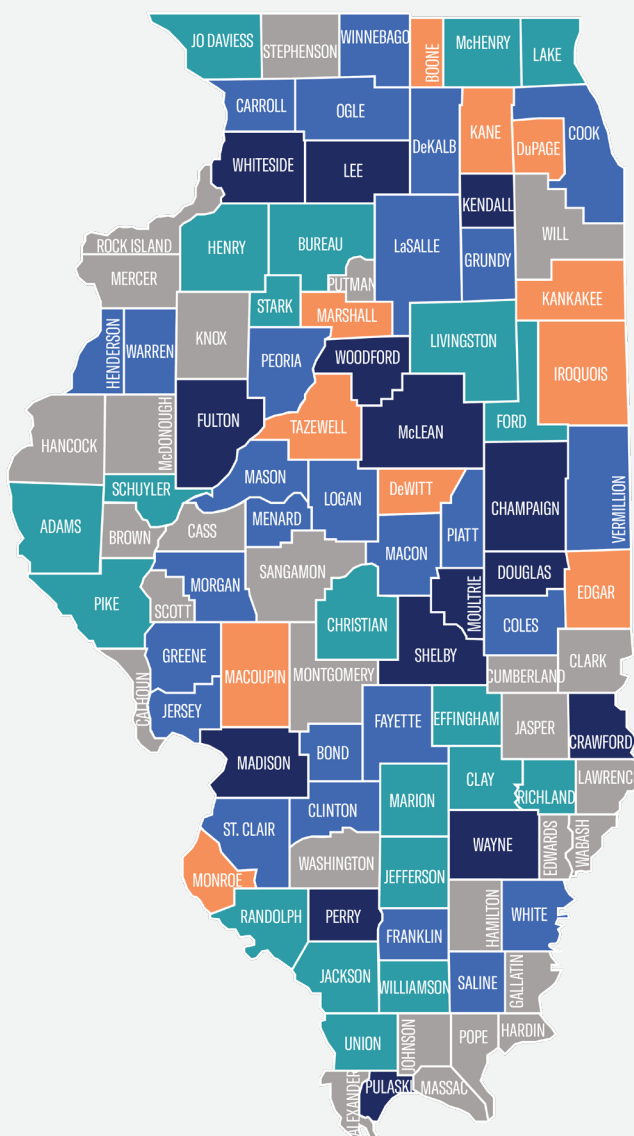 JO DAVIESS
STEPHENSON
WINNEBAGO
BOONE
McHENRY
LAKE
CARROLL
OGLE
DeKALB
KANE
DuPAGE
COOK
WHITESIDE
LEE
KENDALL
WILL
ROCK ISLAND
HENRY
BUREAU
LaSALLE
GRUNDY
MERCER
PUTMAN
KANKAKEE
STARK
MARSHALL
KNOX
HENDERSON
WARREN
PEORIA
WOODFORD
LIVINGSTON
IROQUOIS
HANCOCK
McDONOUGH
FULTON
TAZEWELL
McLEAN
FORD
SCHUYLER
MASON
LOGAN
DeWITT
CHAMPAIGN
VERMILLION
ADAMS
BROWN
CASS
MENARD
MACON
PIATT
PIKE
SCOTT
MORGAN
SANGAMON
CHRISTIAN
MOULTRIE
DOUGLAS
EDGAR
COLES
CALHOUN
GREENE
MACOUPIN
MONTGOMERY
SHELBY
CUMBERLAND
CLARK
JERSEY
FAYETTE
EFFINGHAM
JASPER
CRAWFORD
MADISON
BOND
CLAY
RICHLAND
LAWRENC
CLINTON
MARION
ST. CLAIR
WASHINGTON
JEFFERSON
WAYNE
EDWARDS
WABASH
MONROE
RANDOLPH
PERRY
FRANKLIN
HAMILTON
WHITE
JACKSON
WILLIAMSON
SALINE
GALLATIN
UNION
JOHNSON
POPE
HARDIN
ALEXANDER
PULASKI
MASSAC